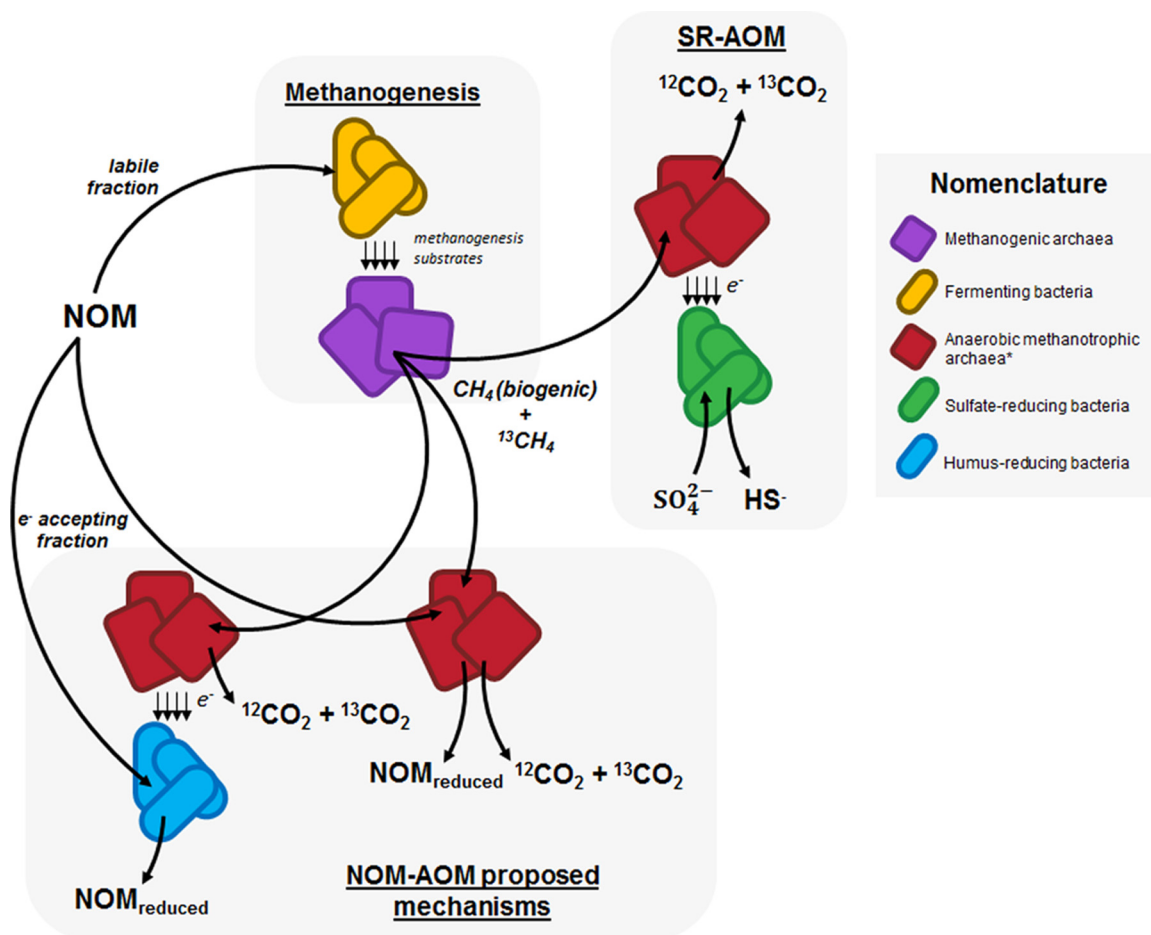 SR-AOM
¹²CO₂ + ¹³CO₂
Methanogenesis
labile
fraction
methanogenesis
substrates
NOM
e⁻
CH₄ (biogenic)
+
¹³CH₄
SO₄²⁻ HS⁻
Nomenclature
Methanogenic archaea
Fermenting bacteria
Anaerobic methanotrophic
archaea*
Sulfate-reducing bacteria
Humus-reducing bacteria
e⁻ accepting
fraction
e⁻
¹²CO₂ + ¹³CO₂
NOMreduced ¹²CO₂ + ¹³CO₂
NOMreduced
NOM-AOM proposed
mechanisms